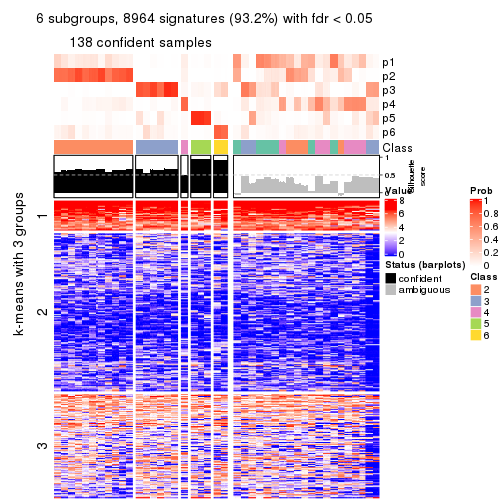 6 subgroups, 8964 signatures (93.2%) with fdr < 0.05
138 confident samples
p1
p2
p3
p4
p5
p6
Class
1
0.5
0
Silhouette
score
k-means with 3 groups
1
2
3
Value
8
6
4
2
0
Status (barplots)
confident
ambiguous
Prob
1
0.8
0.6
0.4
0.2
0
Class
2
3
4
5
6